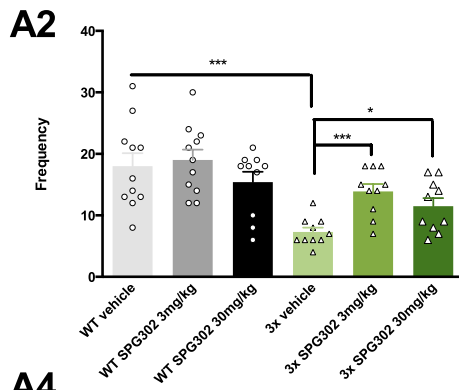 A2
40
30
20
10
0
Frequency
***
*
***
WT vehicle
WT SPG302 3mg/kg
WT SPG302 30mg/kg
3x vehicle
3x SPG302 3mg/kg
3x SPG302 30mg/kg
A4